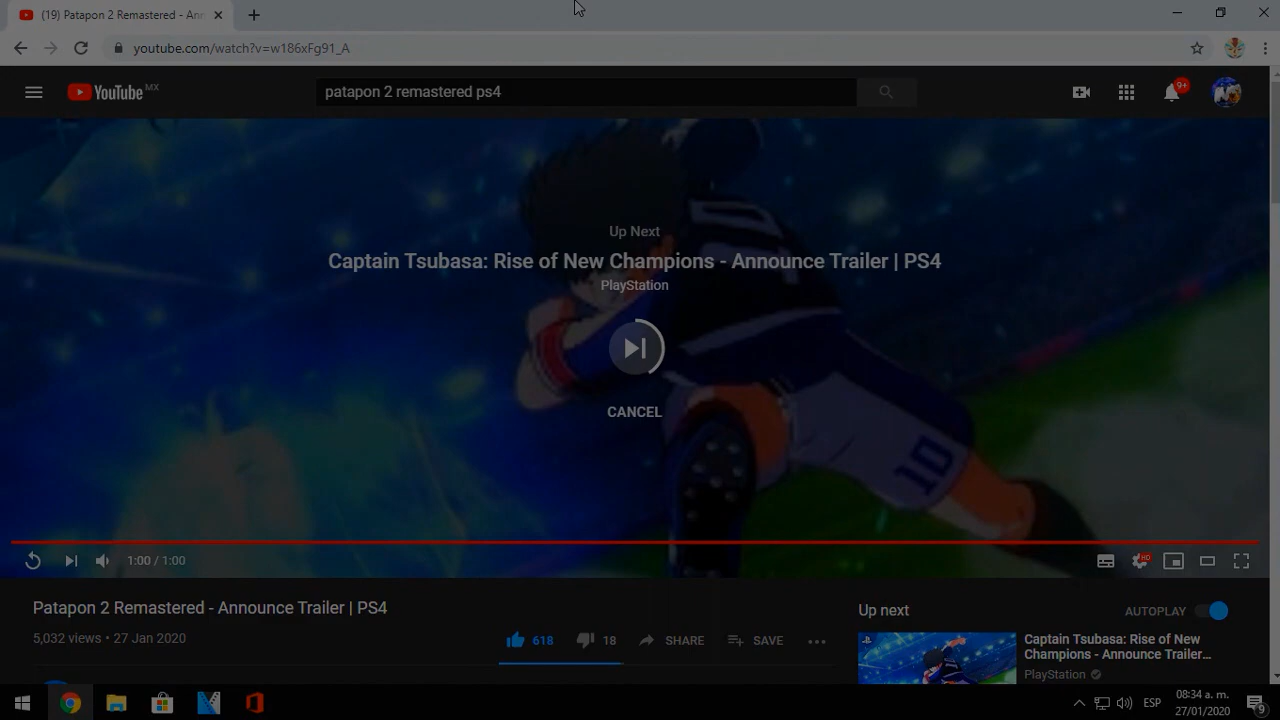 (19) Patapon 2 Remastered - Ann
youtube.com/watch?v=w186xFg91_A
YouTube MX
patapon 2 remastered ps4
9+
Up Next
Captain Tsubasa: Rise of New Champions - Announce Trailer | PS4
PlayStation
10
CANCEL
10
1:00 / 1:00
HD
Patapon 2 Remastered - Announce Trailer | PS4
5,032 views • 27 Jan 2020
618
18
SHARE
SAVE
Up next
AUTOPLAY
Captain Tsubasa: Rise of New
Champions - Announce Trailer...
PlayStation
ESP
08:34 a. m.
27/01/2020
9